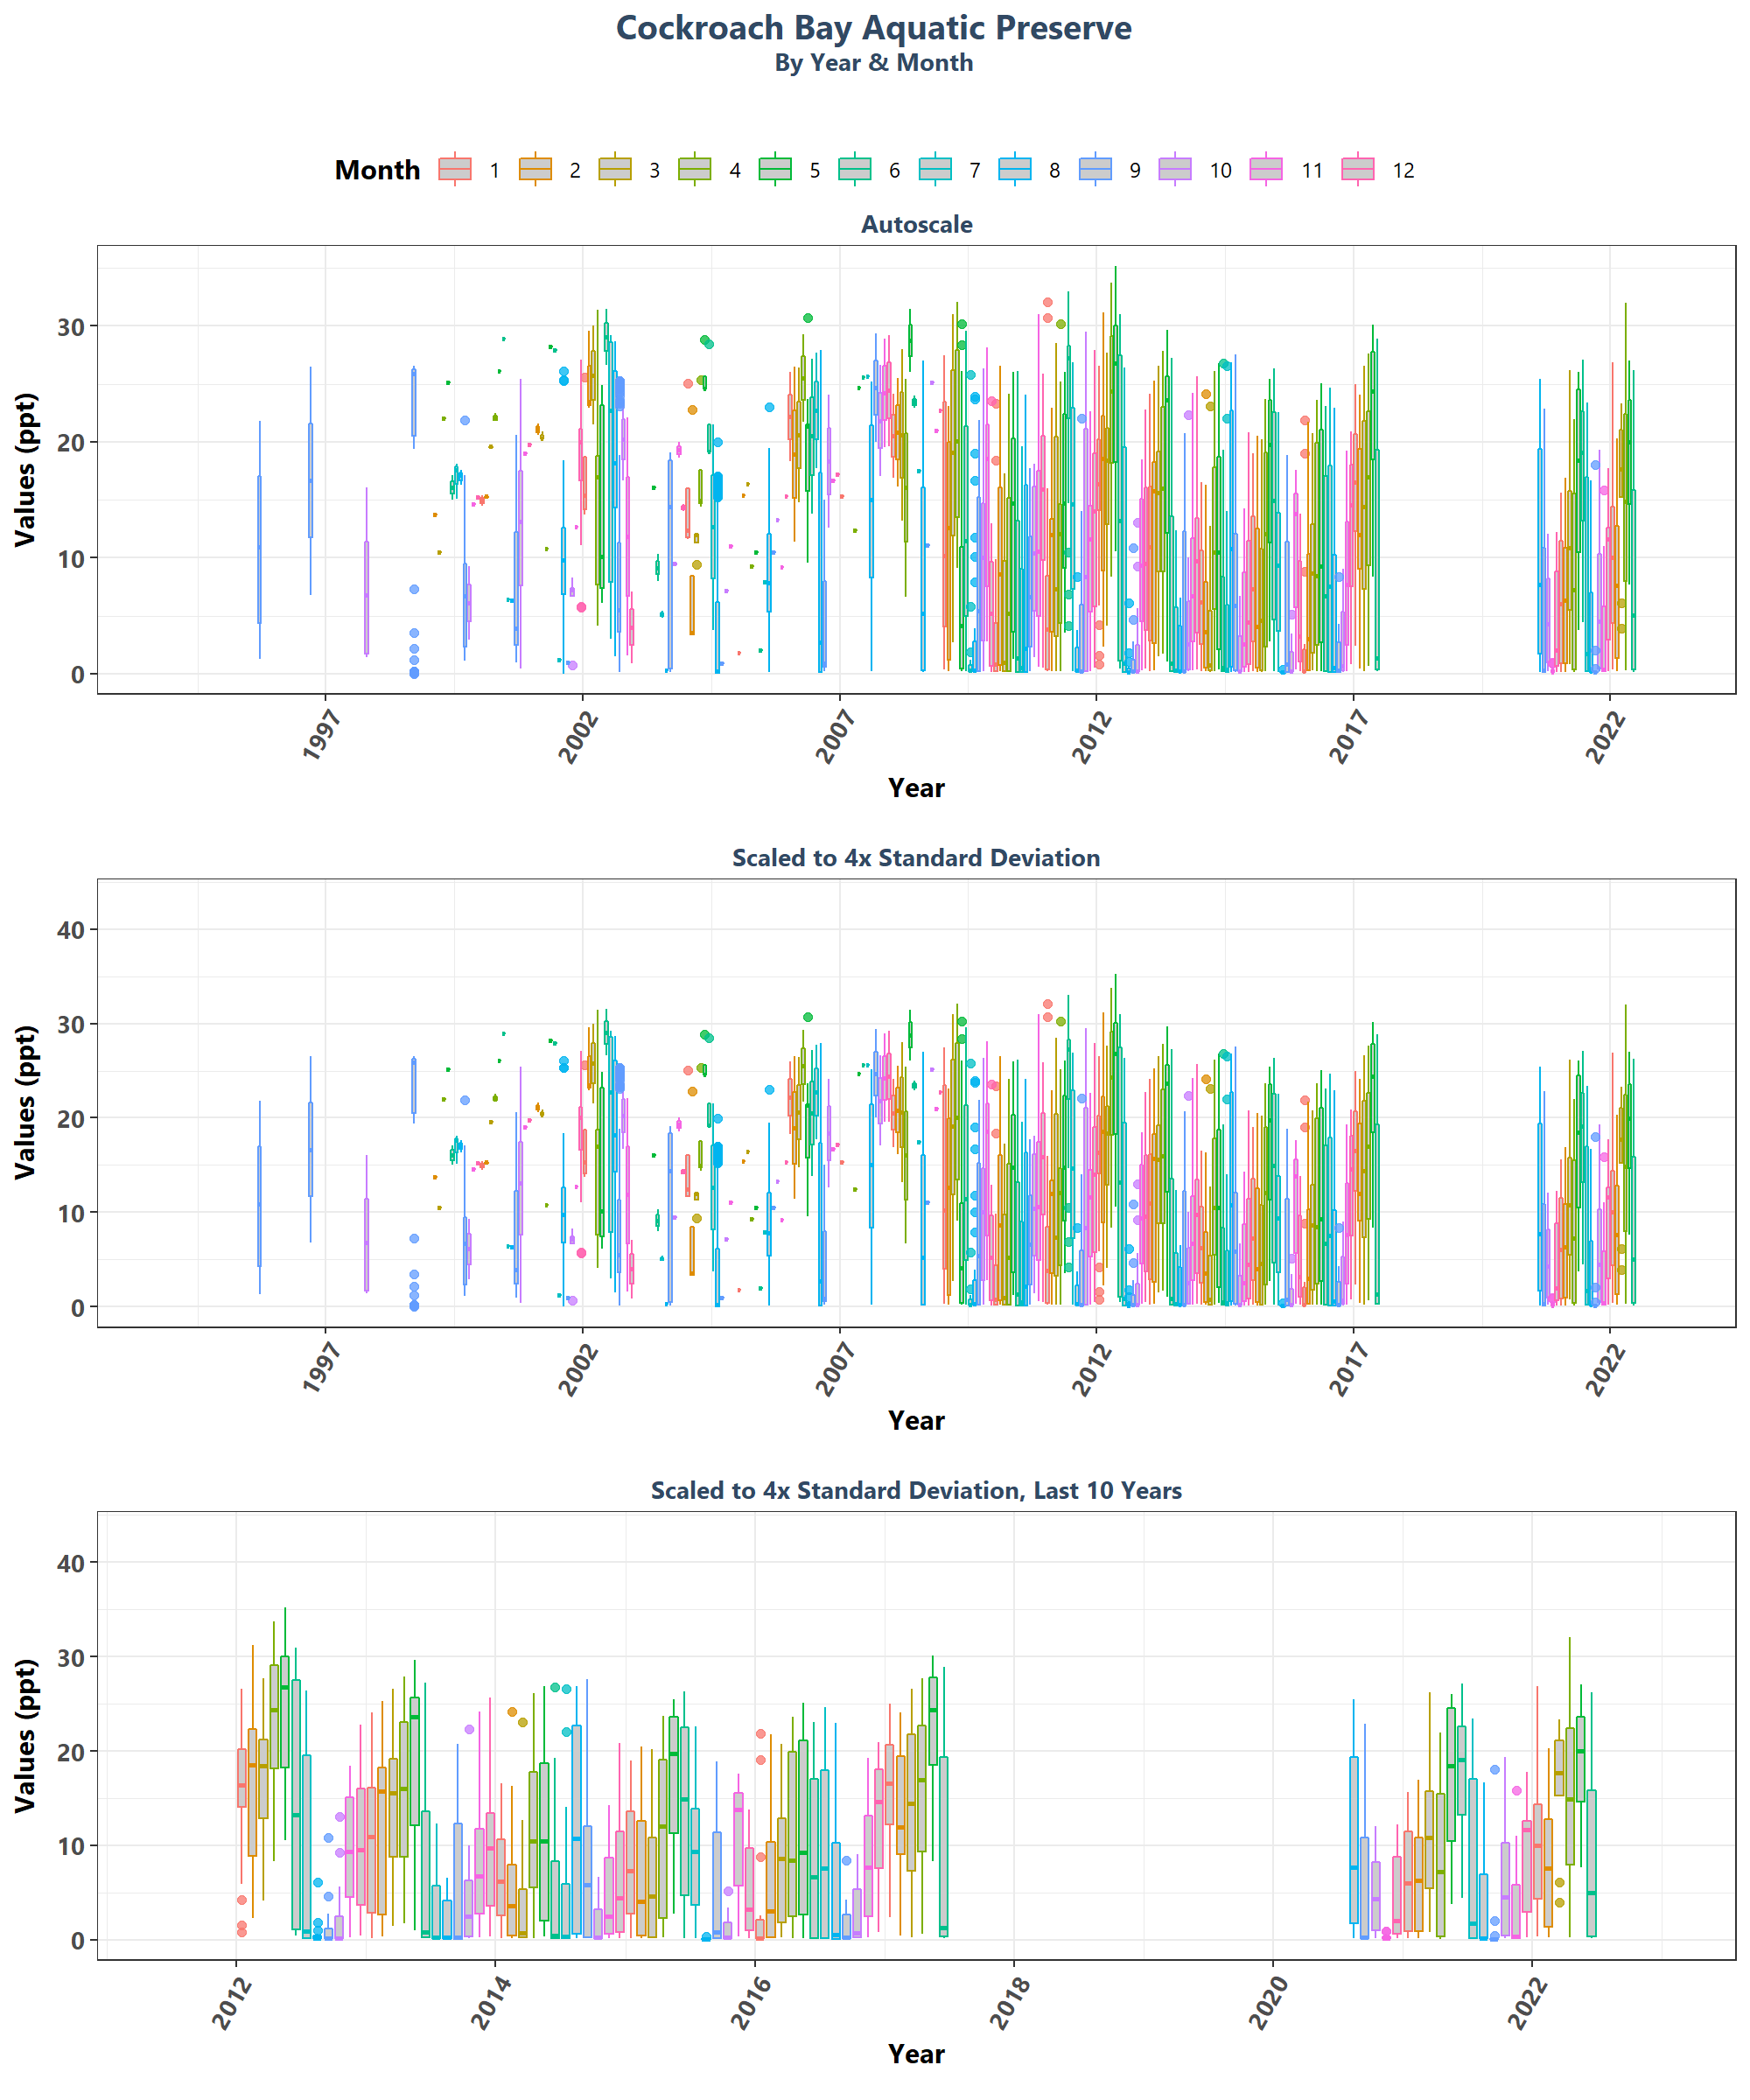 Cockroach Bay Aquatic Preserve
By Year & Month
Month 1 2 3 4 5 6 7 8 9 10 11 12
Autoscale
Values (ppt)
30
20
10
0
1997 2002 2007 2012 2017 2022
Year
Scaled to 4x Standard Deviation
Values (ppt)
40
30
20
10
0
1997 2002 2007 2012 2017 2022
Year
Scaled to 4x Standard Deviation, Last 10 Years
Values (ppt)
40
30
20
10
0
2012 2014 2016 2018 2020 2022
Year